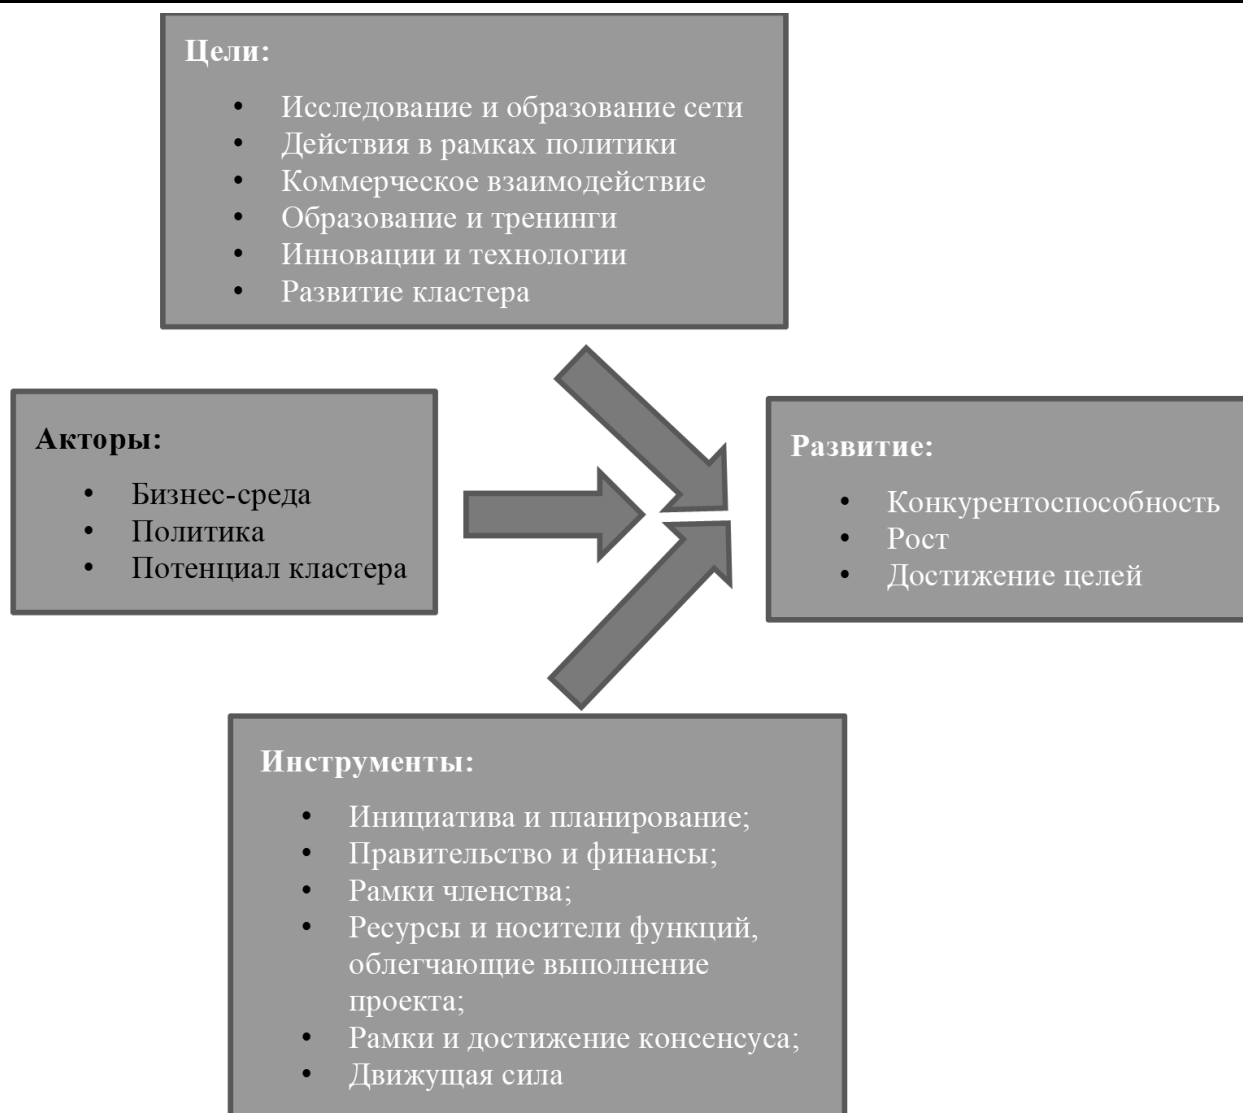 Цели:
• Исследование и образование сети
• Действия в рамках политики
• Коммерческое взаимодействие
• Образование и тренинги
• Инновации и технологии
• Развитие кластера
Акторы:
• Бизнес-среда
• Политика
• Потенциал кластера
Развитие:
• Конкурентоспособность
• Рост
• Достижение целей
Инструменты:
• Инициатива и планирование;
• Правительство и финансы;
• Рамки членства;
• Ресурсы и носители функций,
облегчающие выполнение
проекта;
• Рамки и достижение консенсуса;
• Движущая сила